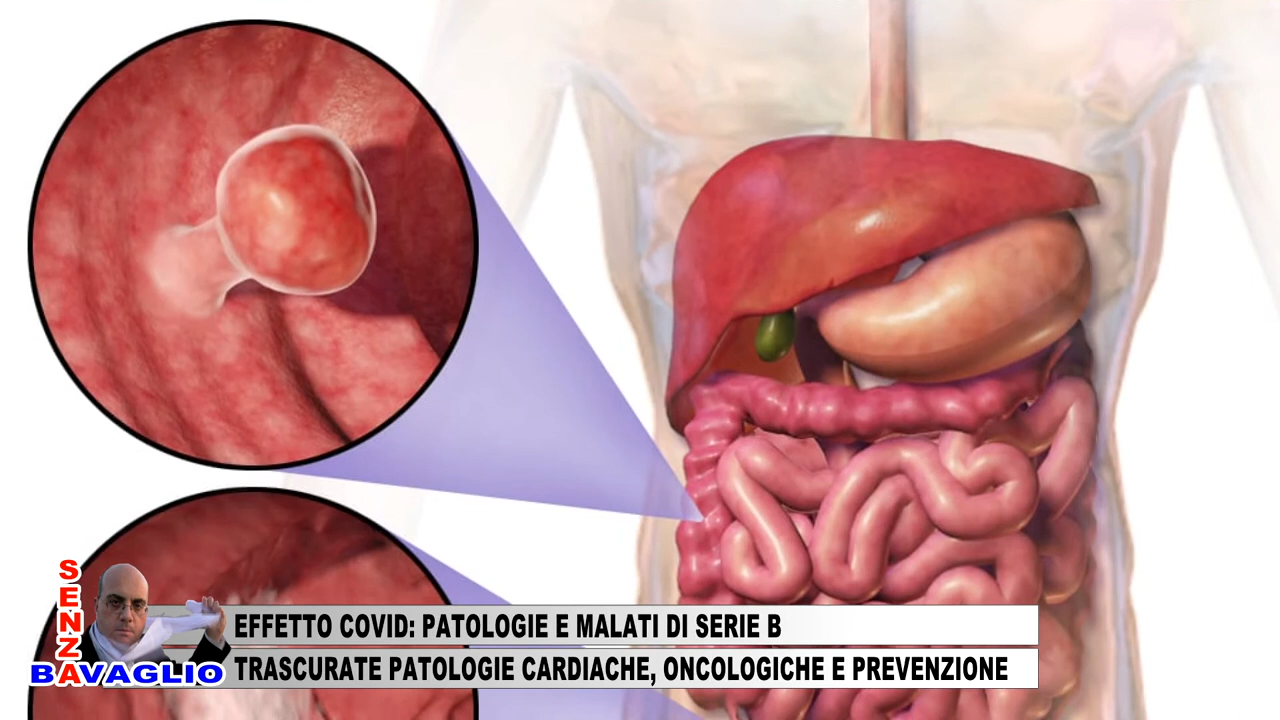 SENZA
BAVAGLIO
EFFETTO COVID: PATOLOGIE E MALATI DI SERIE B
TRASCURATE PATOLOGIE CARDIACHE, ONCOLOGICHE E PREVENZIONE